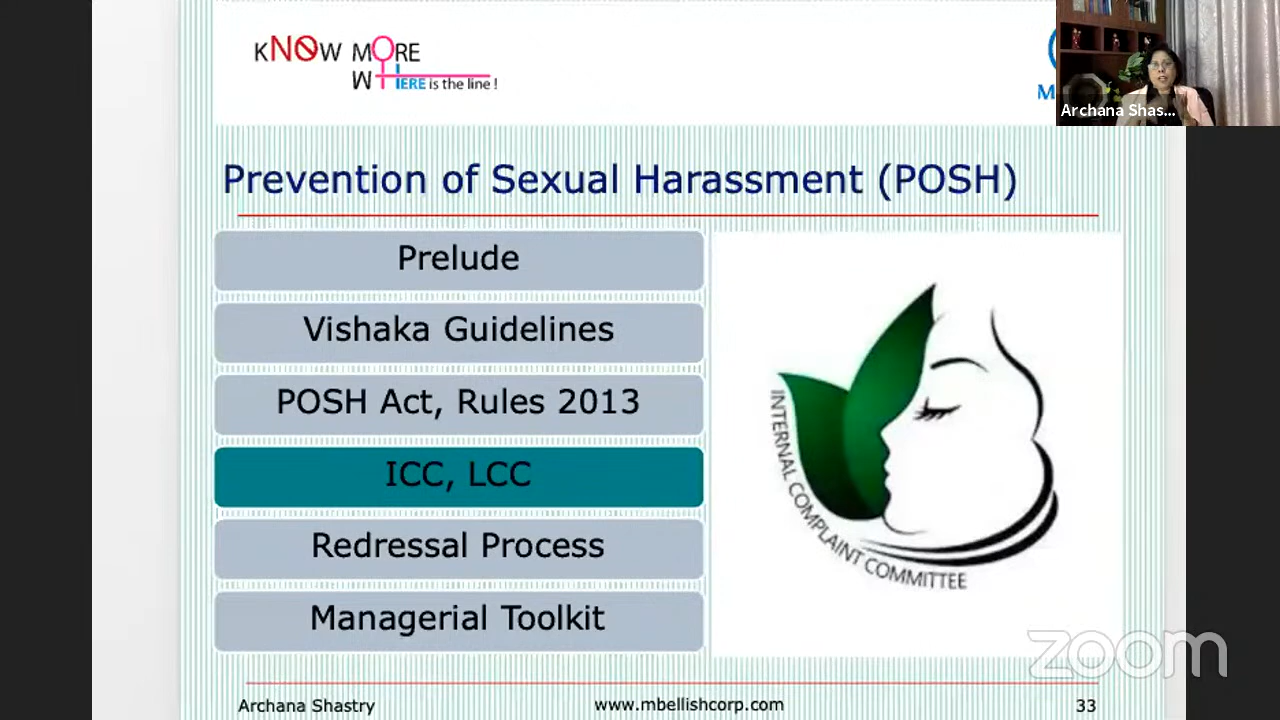 KNOW MORE
WHERE is the line !
Archana Shas...
Prevention of Sexual Harassment (POSH)
Prelude
Vishaka Guidelines
POSH Act, Rules 2013
ICC, LCC
Redressal Process
Managerial Toolkit
INTERNAL COMPLAINT COMMITTEE
zoom
Archana Shastry
www.mbellishcorp.com
33